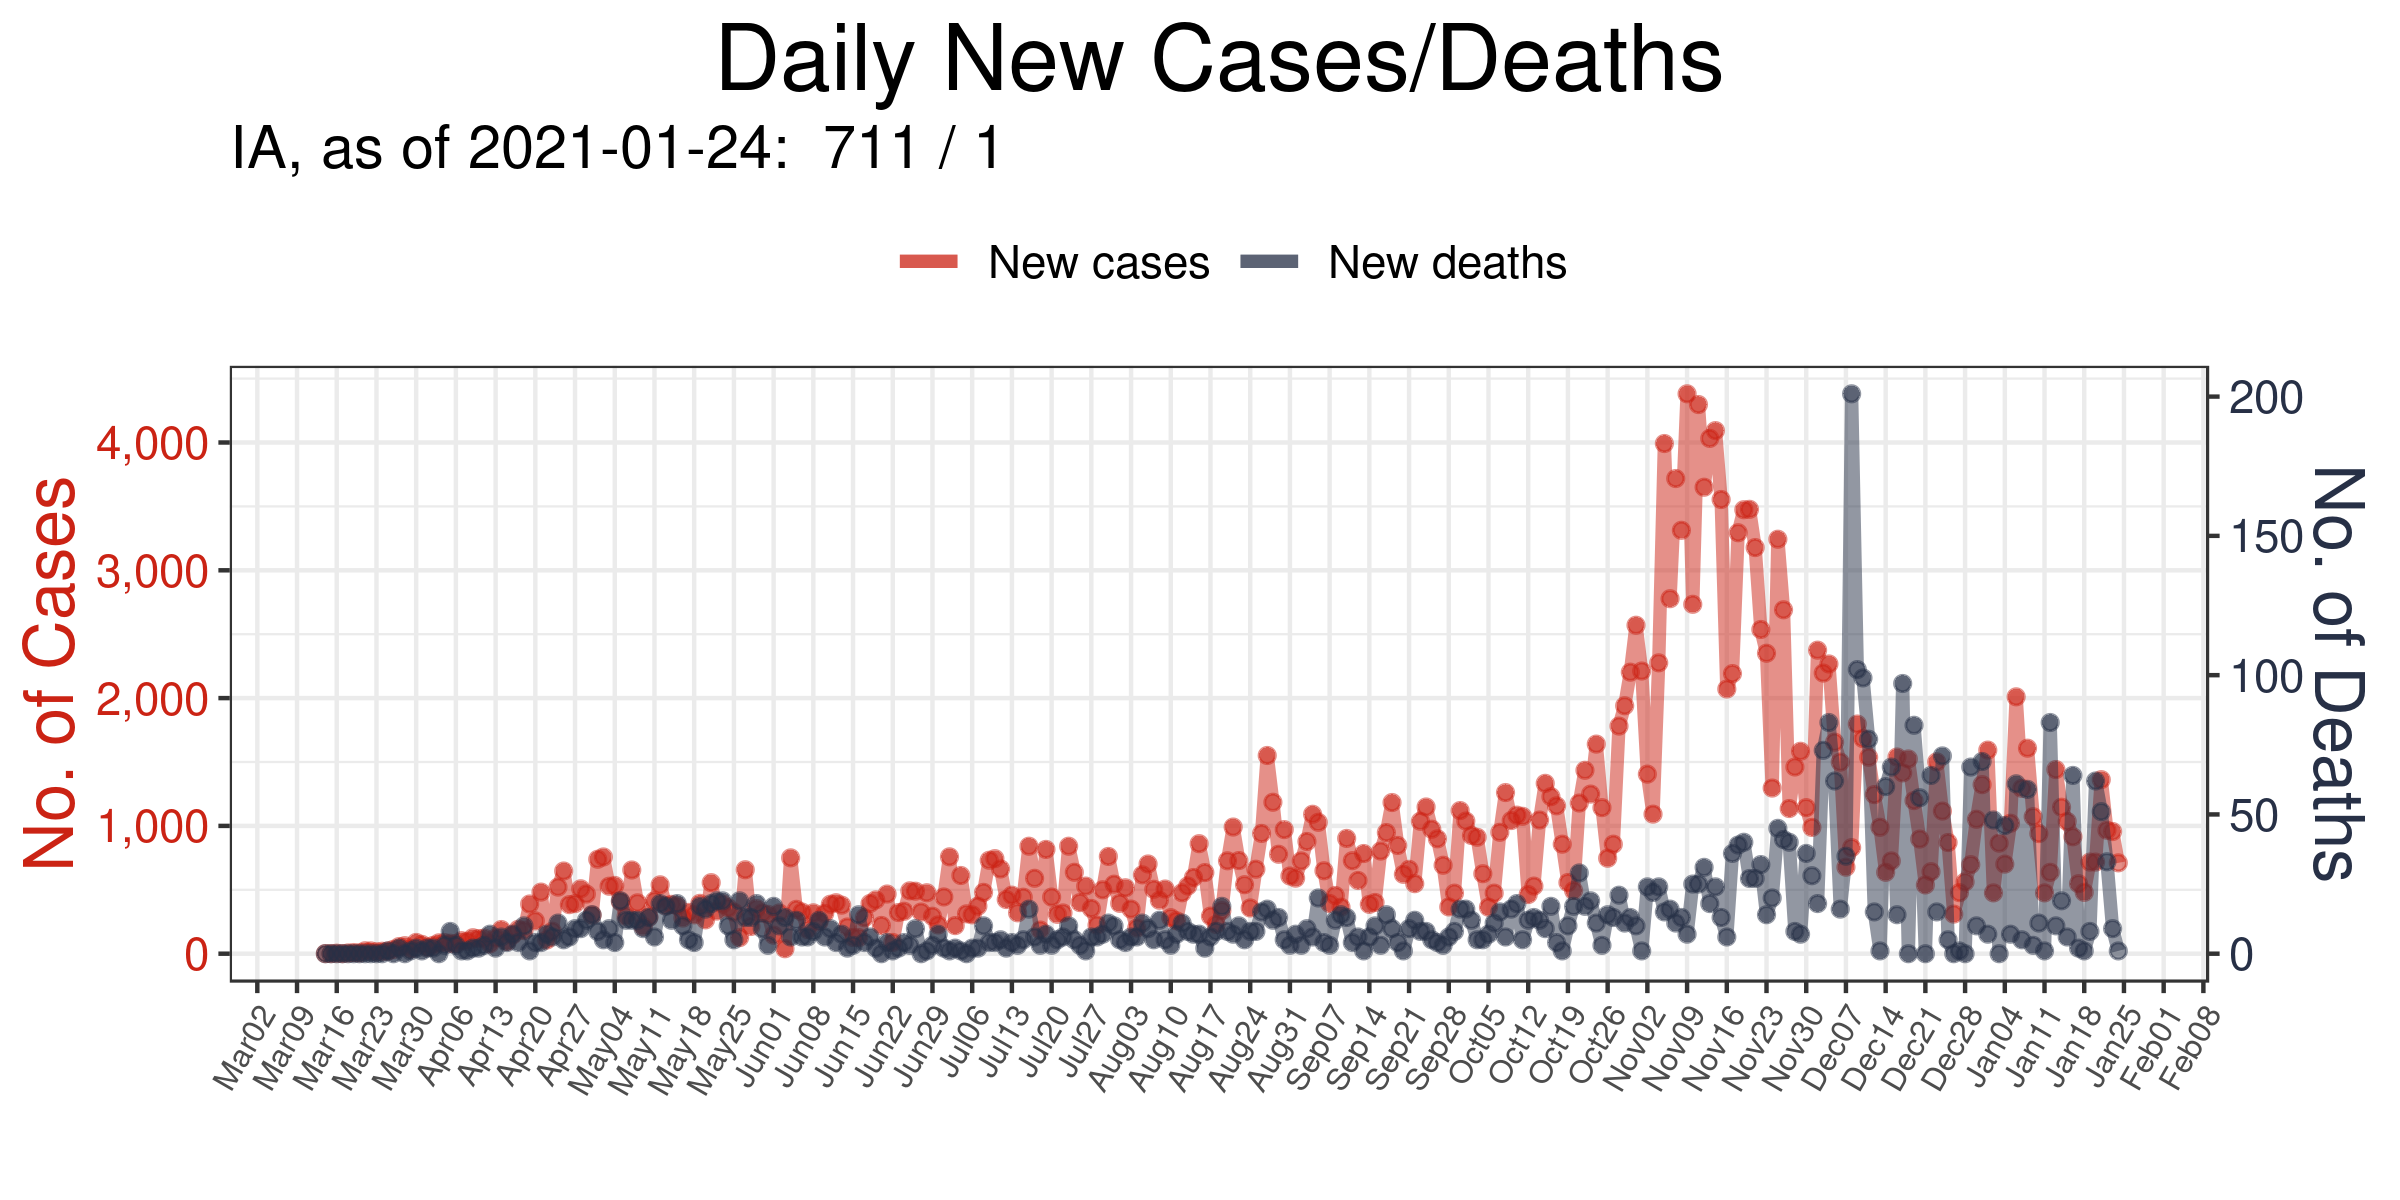 Daily New Cases/Deaths
IA, as of 2021-01-24:  711 / 1
New cases New deaths
No. of Cases
4,000
3,000
2,000
1,000
0
200
150
100
50
0
No. of Deaths
Mar02 Mar09 Mar16 Mar23 Mar30 Apr06 Apr13 Apr20 Apr27 May04 May11 May18 May25 Jun01 Jun08 Jun15 Jun22 Jun29 Jul06 Jul13 Jul20 Jul27 Aug03 Aug10 Aug17 Aug24 Aug31 Sep07 Sep14 Sep21 Sep28 Oct05 Oct12 Oct19 Oct26 Nov02 Nov09 Nov16 Nov23 Nov30 Dec07 Dec14 Dec21 Dec28 Jan04 Jan11 Jan18 Jan25 Feb01 Feb08